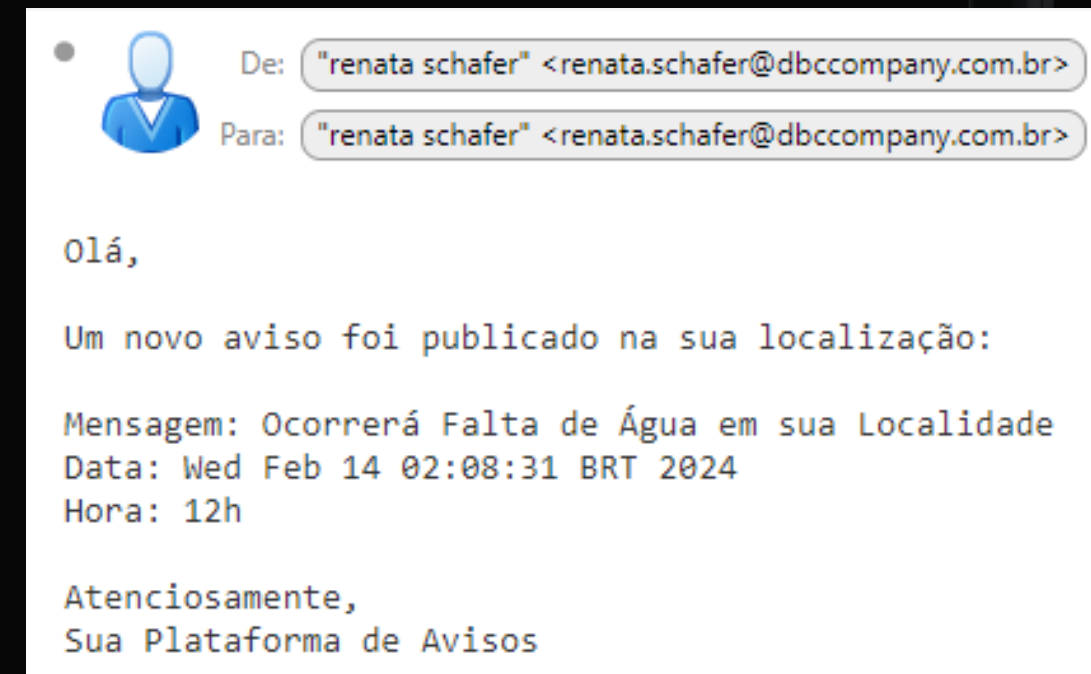 De: "renata schafer" <renata.schafer@dbccompany.com.br>
Para: "renata schafer" <renata.schafer@dbccompany.com.br>
Olá,
Um novo aviso foi publicado na sua localização:
Mensagem: Ocorrerá Falta de Água em sua Localidade
Data: Wed Feb 14 02:08:31 BRT 2024
Hora: 12h
Atenciosamente,
Sua Plataforma de Avisos